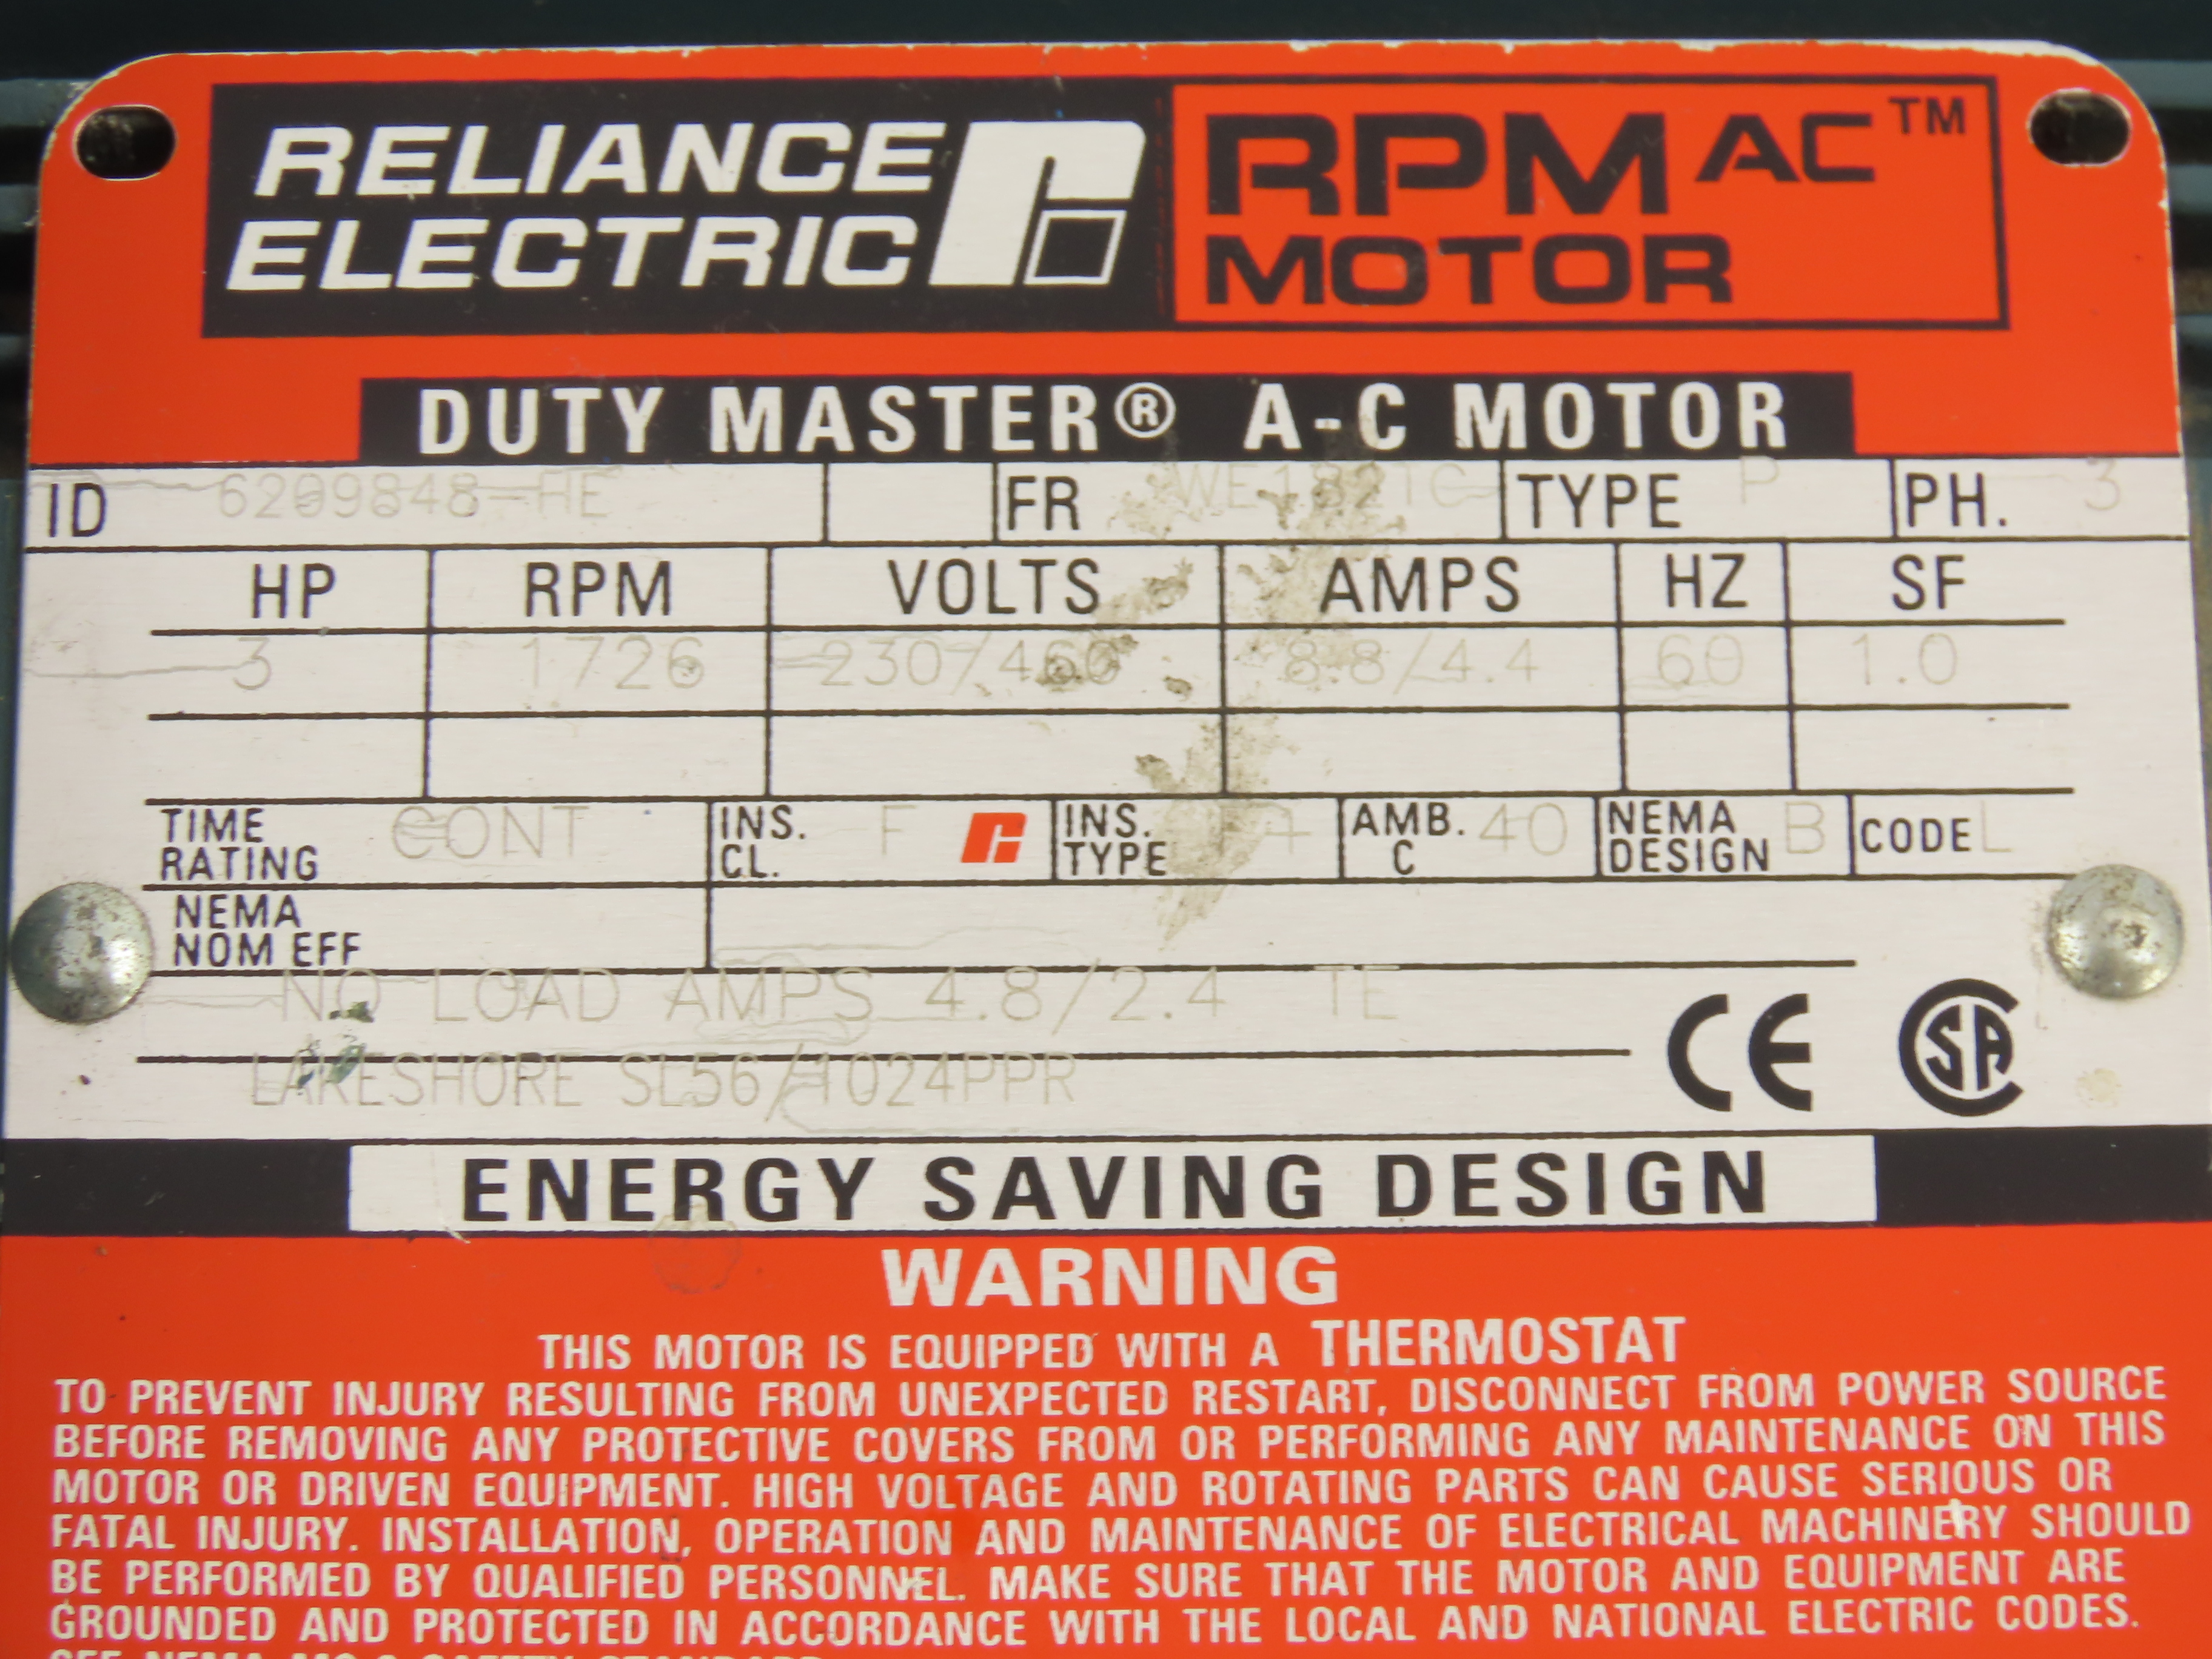 RELIANCE ELECTRIC
RPM AC™ MOTOR
DUTY MASTER® A-C MOTOR
ID 6209848-HE FR WE182TC TYPE P PH. 3
HP RPM VOLTS AMPS HZ SF
3 1726 230/460 8.8/4.4 60 1.0
TIME RATING CONT INS. CL. F INS. TYPE AMB. C 40 NEMA DESIGN B CODE L
NEMA NOM EFF
NO LOAD AMPS 4.8/2.4 TE
LAKESHORE SL56/1024PPR
CE CSA
ENERGY SAVING DESIGN
WARNING
THIS MOTOR IS EQUIPPED WITH A THERMOSTAT
TO PREVENT INJURY RESULTING FROM UNEXPECTED RESTART, DISCONNECT FROM POWER SOURCE
BEFORE REMOVING ANY PROTECTIVE COVERS FROM OR PERFORMING ANY MAINTENANCE ON THIS
MOTOR OR DRIVEN EQUIPMENT. HIGH VOLTAGE AND ROTATING PARTS CAN CAUSE SERIOUS OR
FATAL INJURY. INSTALLATION, OPERATION AND MAINTENANCE OF ELECTRICAL MACHINERY SHOULD
BE PERFORMED BY QUALIFIED PERSONNEL. MAKE SURE THAT THE MOTOR AND EQUIPMENT ARE
GROUNDED AND PROTECTED IN ACCORDANCE WITH THE LOCAL AND NATIONAL ELECTRIC CODES.